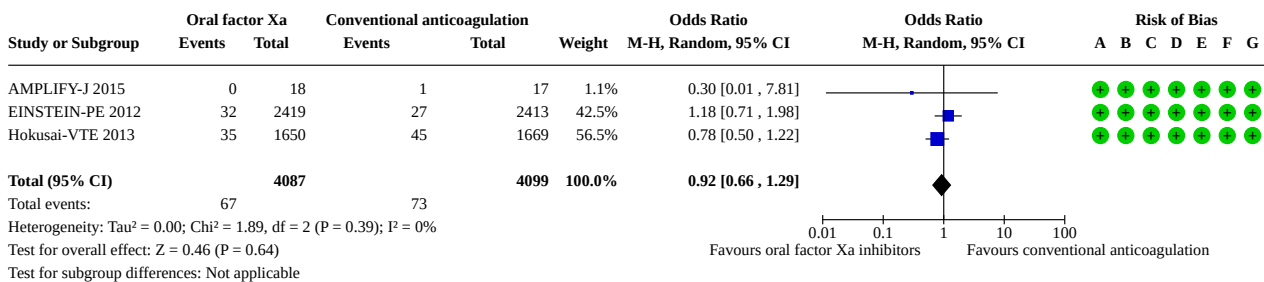 Oral factor Xa Conventional anticoagulation Odds Ratio Odds Ratio Risk of Bias
Study or Subgroup Events Total Events Total Weight M-H, Random, 95% CI M-H, Random, 95% CI A B C D E F G
AMPLIFY-J 2015 0 18 1 17 1.1% 0.30 [0.01 , 7.81] + + + + + + +
EINSTEIN-PE 2012 32 2419 27 2413 42.5% 1.18 [0.71 , 1.98] + + + + + + +
Hokusai-VTE 2013 35 1650 45 1669 56.5% 0.78 [0.50 , 1.22] + + + + + + +
Total (95% CI) 4087 4099 100.0% 0.92 [0.66 , 1.29]
Total events: 67 73
Heterogeneity: Tau² = 0.00; Chi² = 1.89, df = 2 (P = 0.39); I² = 0%
0.01 0.1 1 10 100
Test for overall effect: Z = 0.46 (P = 0.64) Favours oral factor Xa inhibitors Favours conventional anticoagulation
Test for subgroup differences: Not applicable